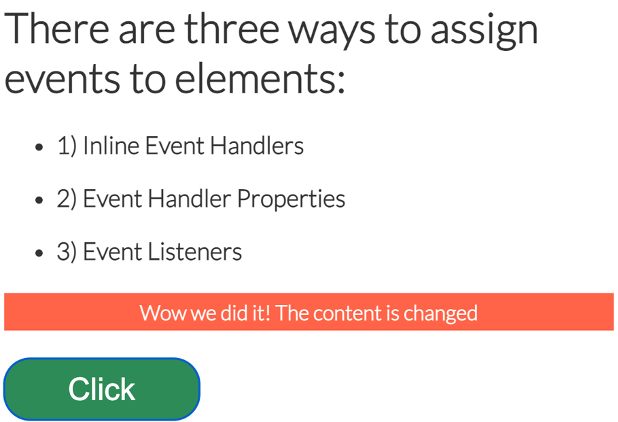 There are three ways to assign
events to elements:
1) Inline Event Handlers
2) Event Handler Properties
3) Event Listeners
Wow we did it! The content is changed
Click